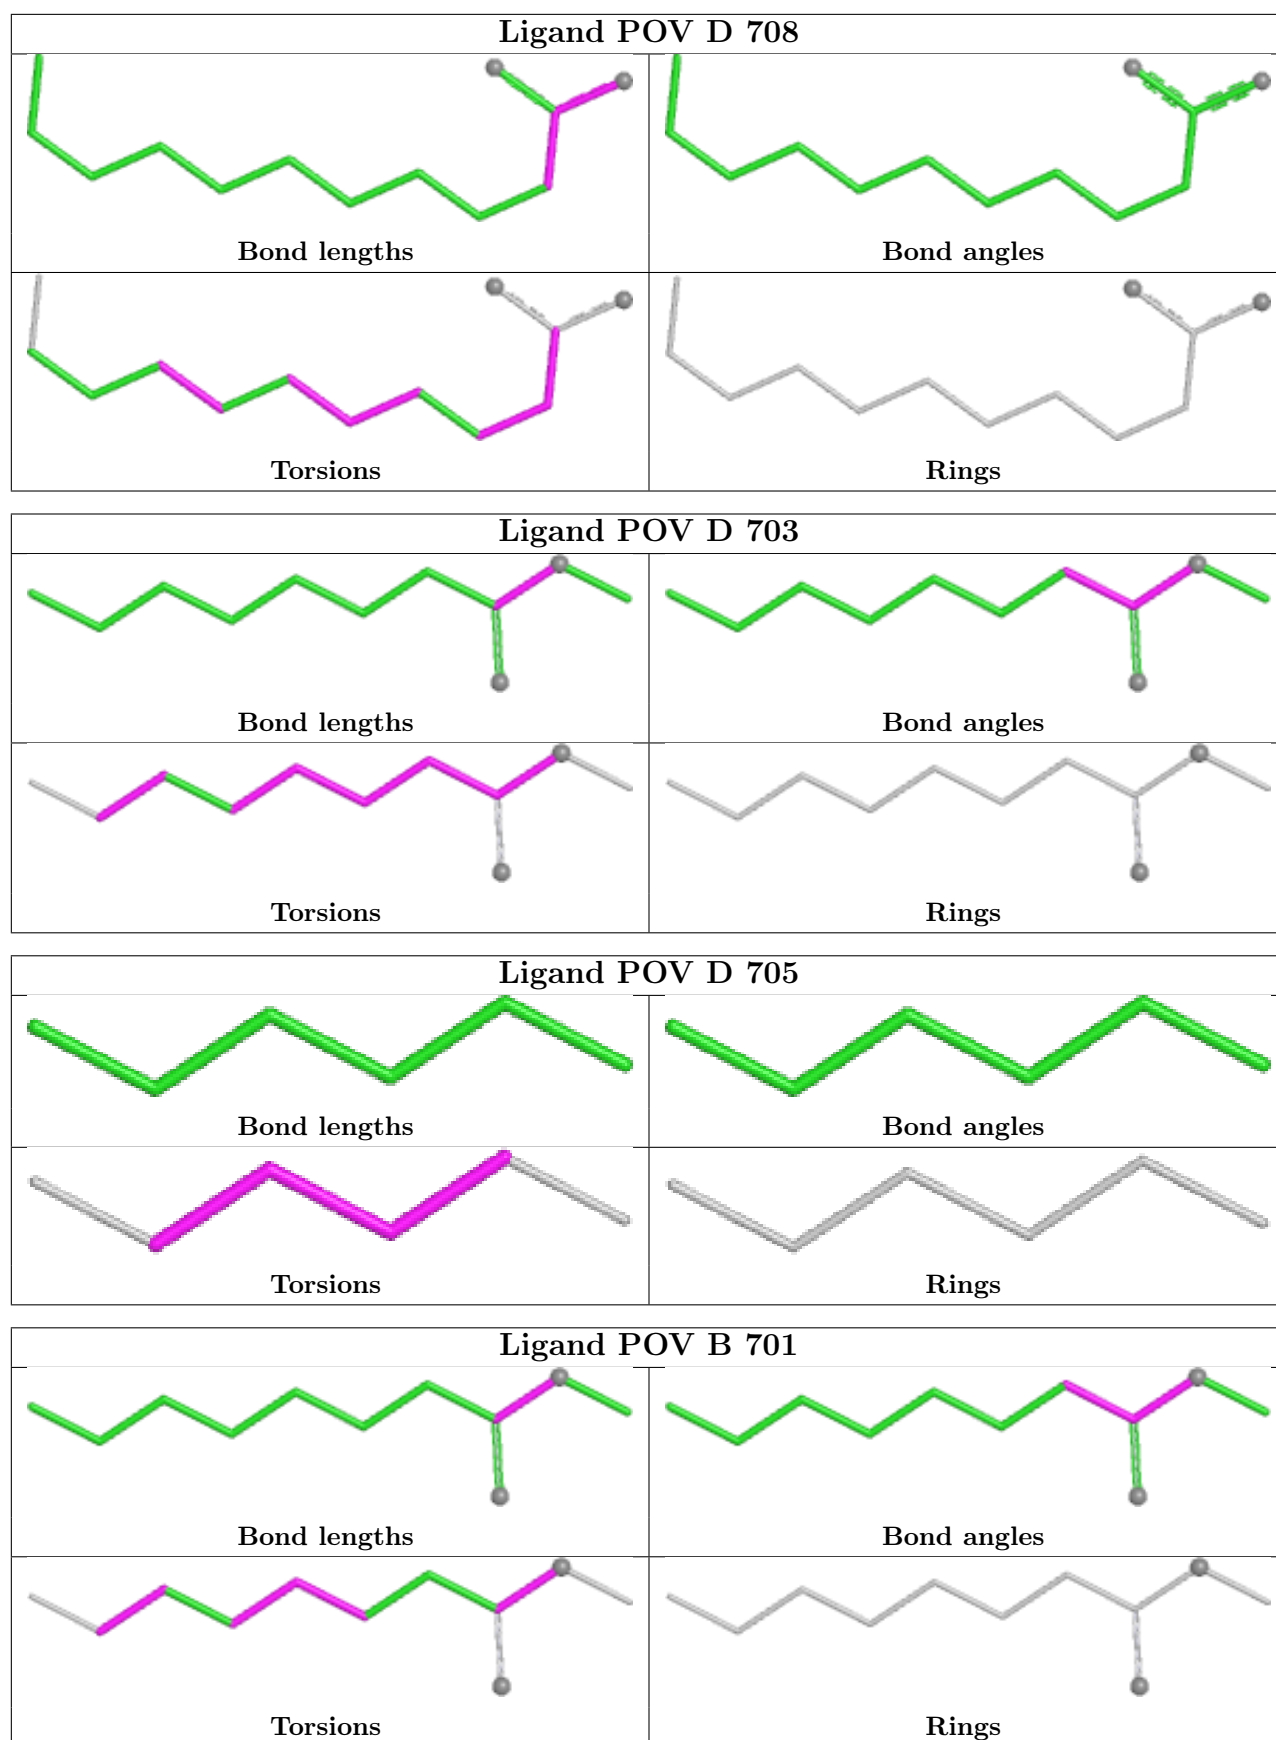 Ligand POV D 708
Bond lengths
Bond angles
Torsions
Rings
Ligand POV D 703
Bond lengths
Bond angles
Torsions
Rings
Ligand POV D 705
Bond lengths
Bond angles
Torsions
Rings
Ligand POV B 701
Bond lengths
Bond angles
Torsions
Rings